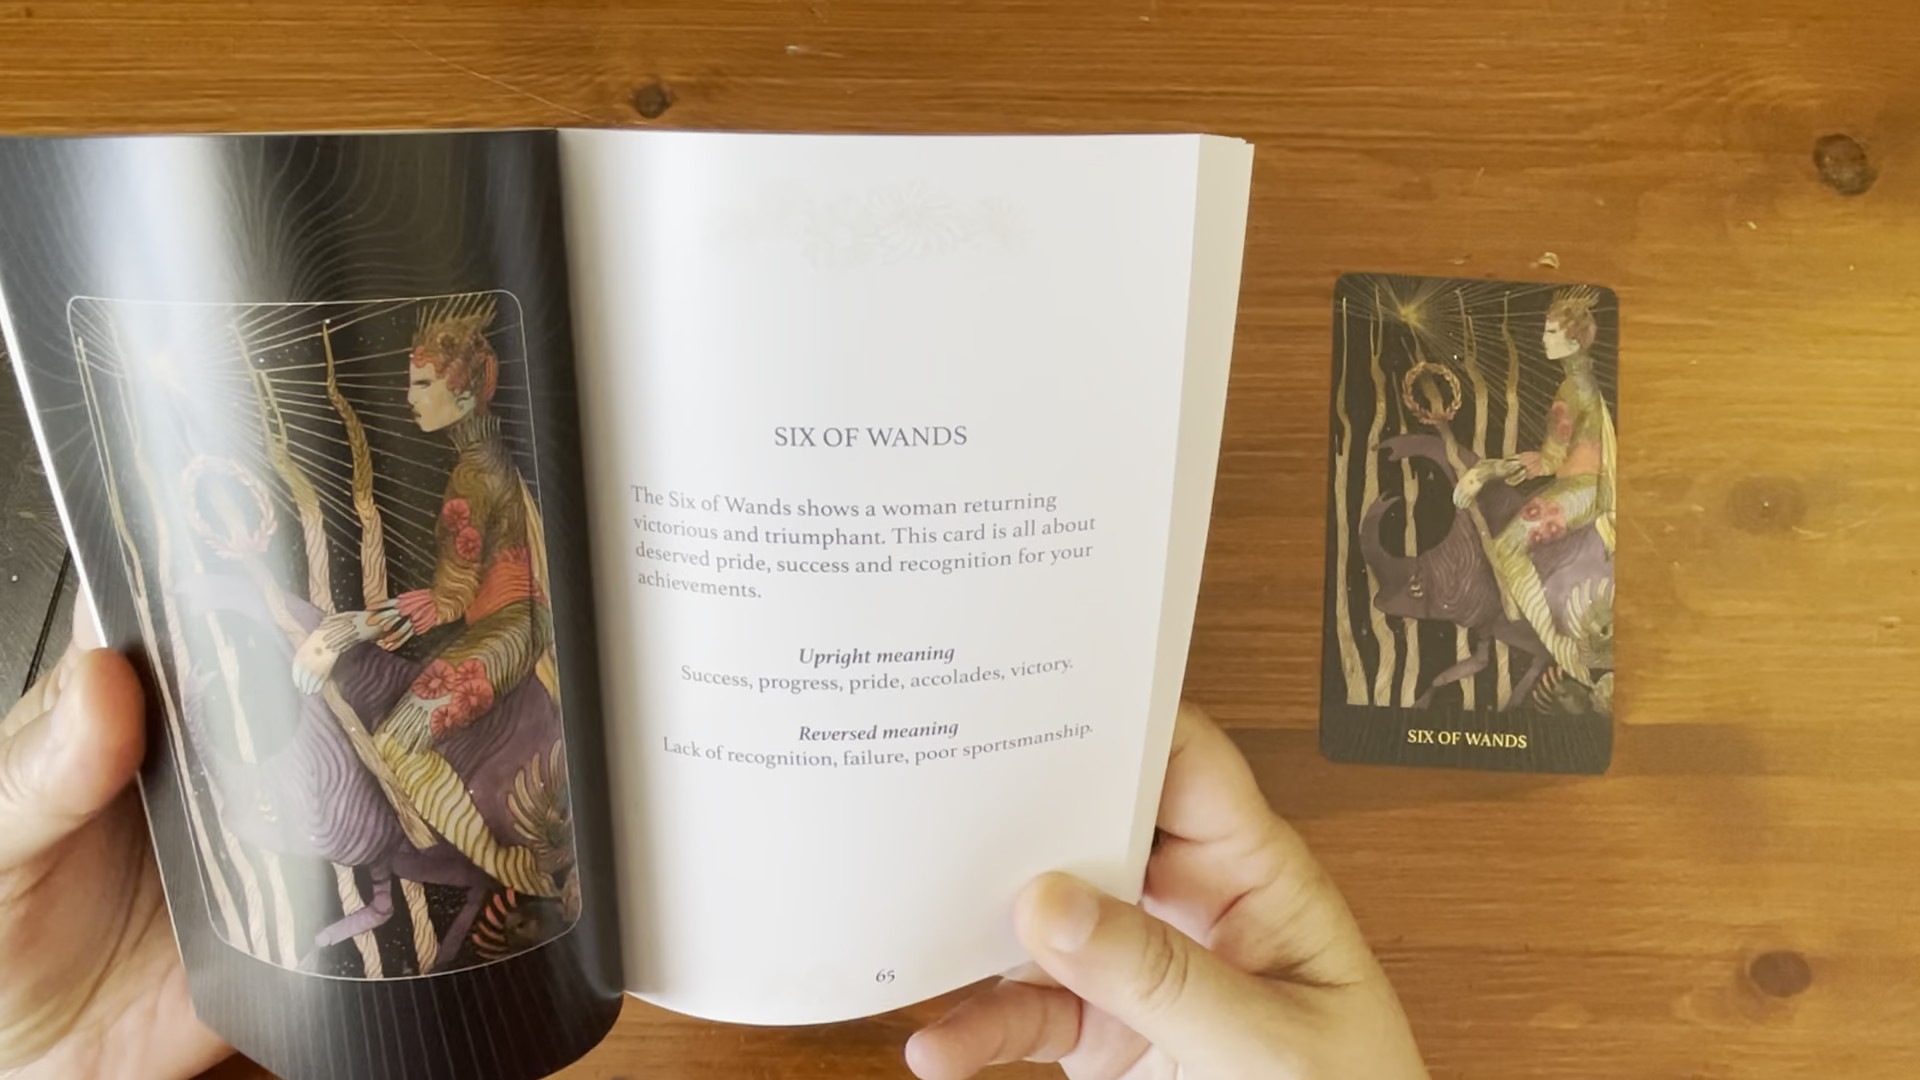 SIX OF WANDS
The Six of Wands shows a woman returning
victorious and triumphant. This card is all about
deserved pride, success and recognition for your
achievements.
Upright meaning
Success, progress, pride, accolades, victory.
Reversed meaning
Lack of recognition, failure, poor sportsmanship.
65
SIX OF WANDS